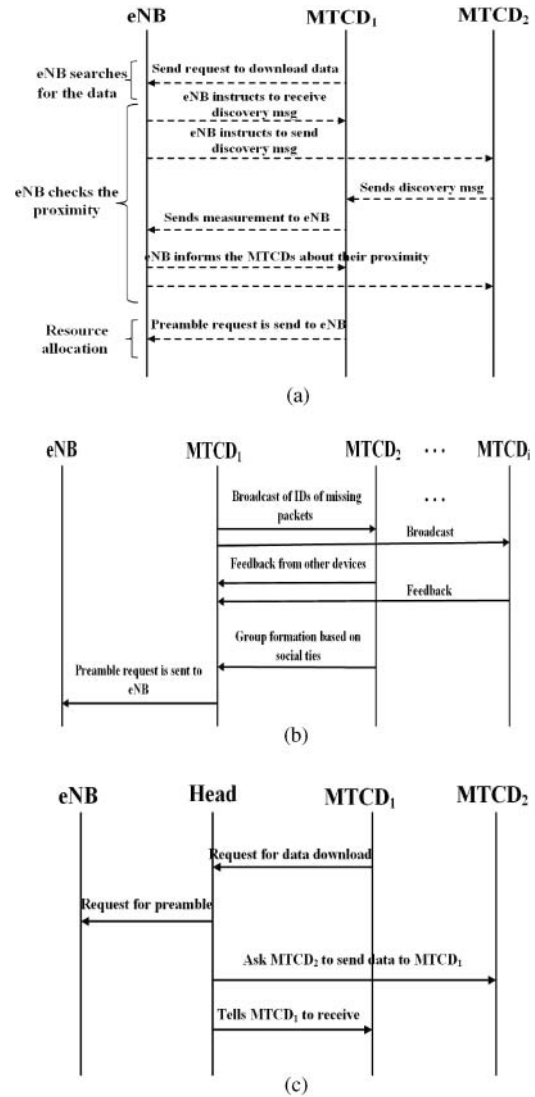 eNB MTCD₁ MTCD₂
eNB searches
for the data
Send request to download data
eNB instructs to receive
discovery msg
eNB instructs to send
discovery msg
eNB checks the
proximity
Sends discovery msg
Sends measurement to eNB
eNB informs the MTCDs about their proximity
Resource
allocation
Preamble request is send to eNB
(a)
eNB MTCD₁ MTCD₂ ... MTCDᵢ
Broadcast of IDs of missing
packets
...
Broadcast
Feedback from other devices
Feedback
Group formation based on
social ties
Preamble request is sent to
eNB
(b)
eNB Head MTCD₁ MTCD₂
Request for data download
Request for preamble
Ask MTCD₂ to send data to MTCD₁
Tells MTCD₁ to receive
(c)